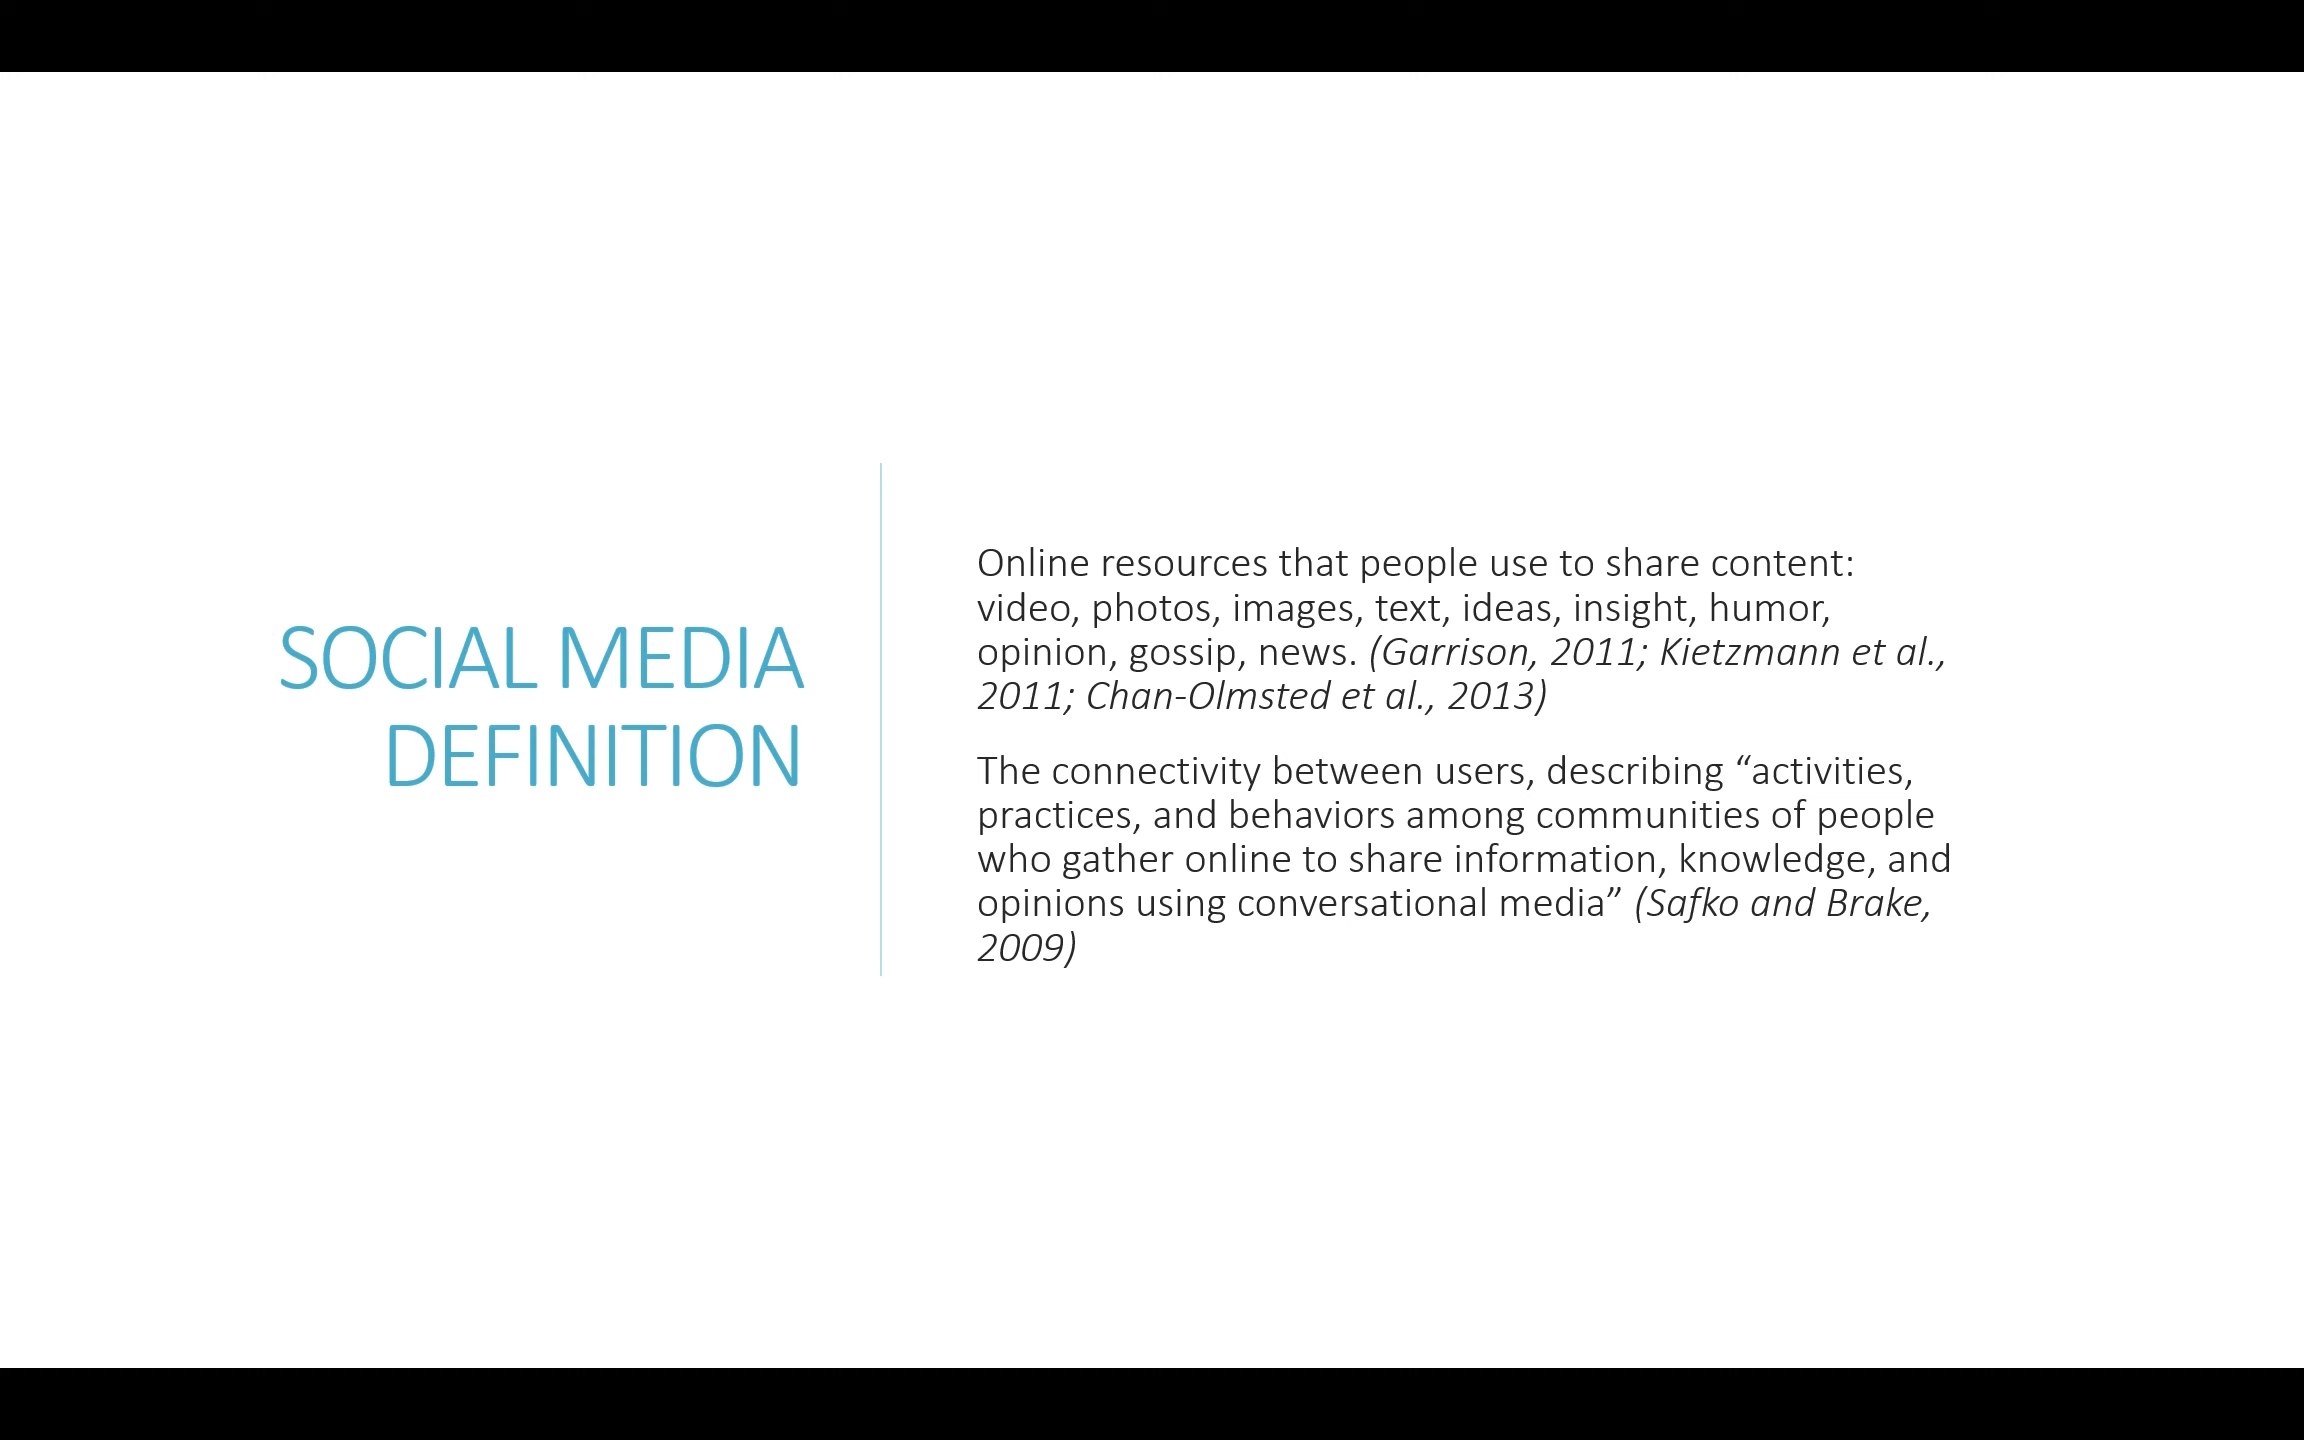 SOCIAL MEDIA
DEFINITION
Online resources that people use to share content:
video, photos, images, text, ideas, insight, humor,
opinion, gossip, news. (Garrison, 2011; Kietzmann et al.,
2011; Chan-Olmsted et al., 2013)
The connectivity between users, describing “activities,
practices, and behaviors among communities of people
who gather online to share information, knowledge, and
opinions using conversational media” (Safko and Brake,
2009)